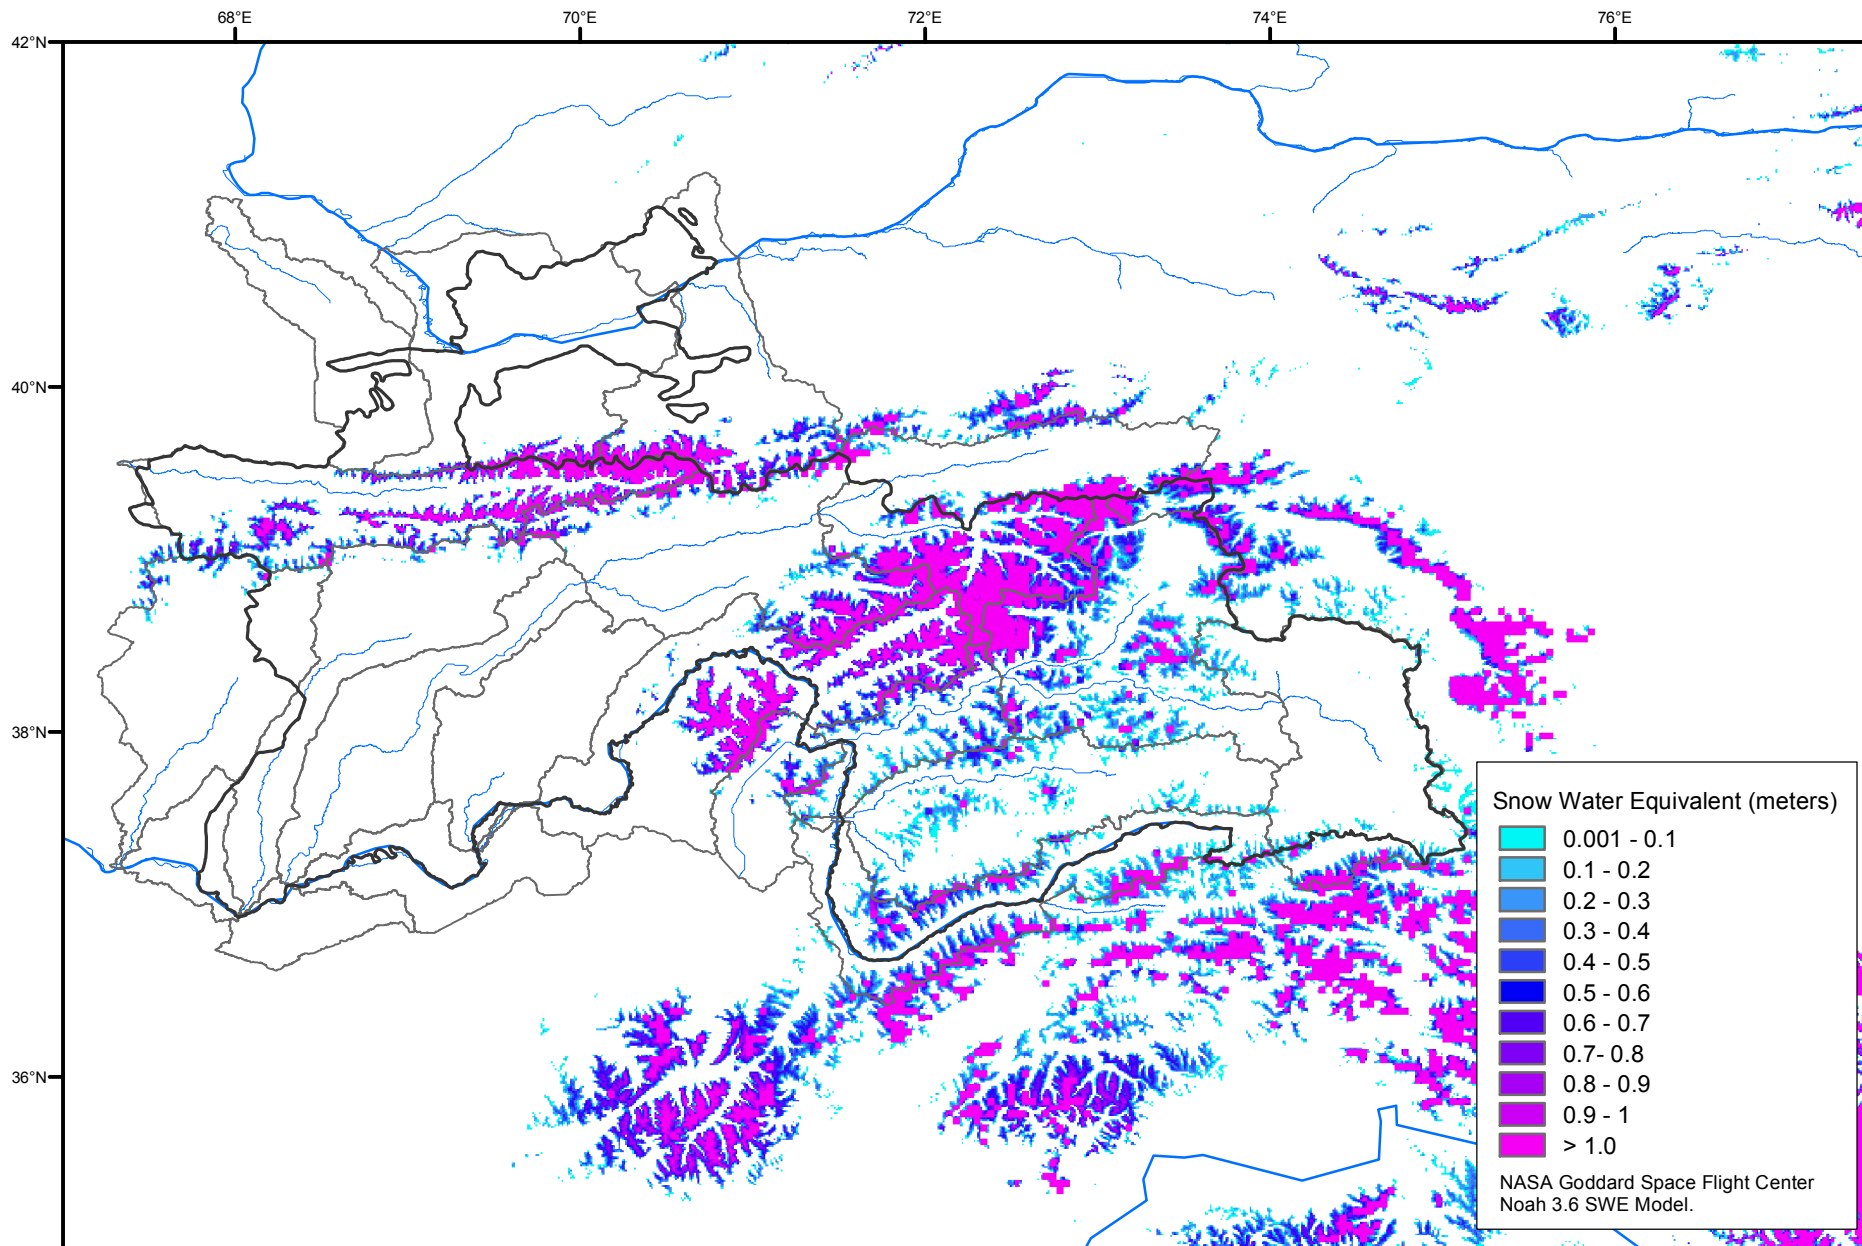 68°E
70°E
72°E
74°E
76°E
42°N
40°N
38°N
36°N
Snow Water Equivalent (meters)
0.001 - 0.1
0.1 - 0.2
0.2 - 0.3
0.3 - 0.4
0.4 - 0.5
0.5 - 0.6
0.6 - 0.7
0.7- 0.8
0.8 - 0.9
0.9 - 1
> 1.0
NASA Goddard Space Flight Center
Noah 3.6 SWE Model.